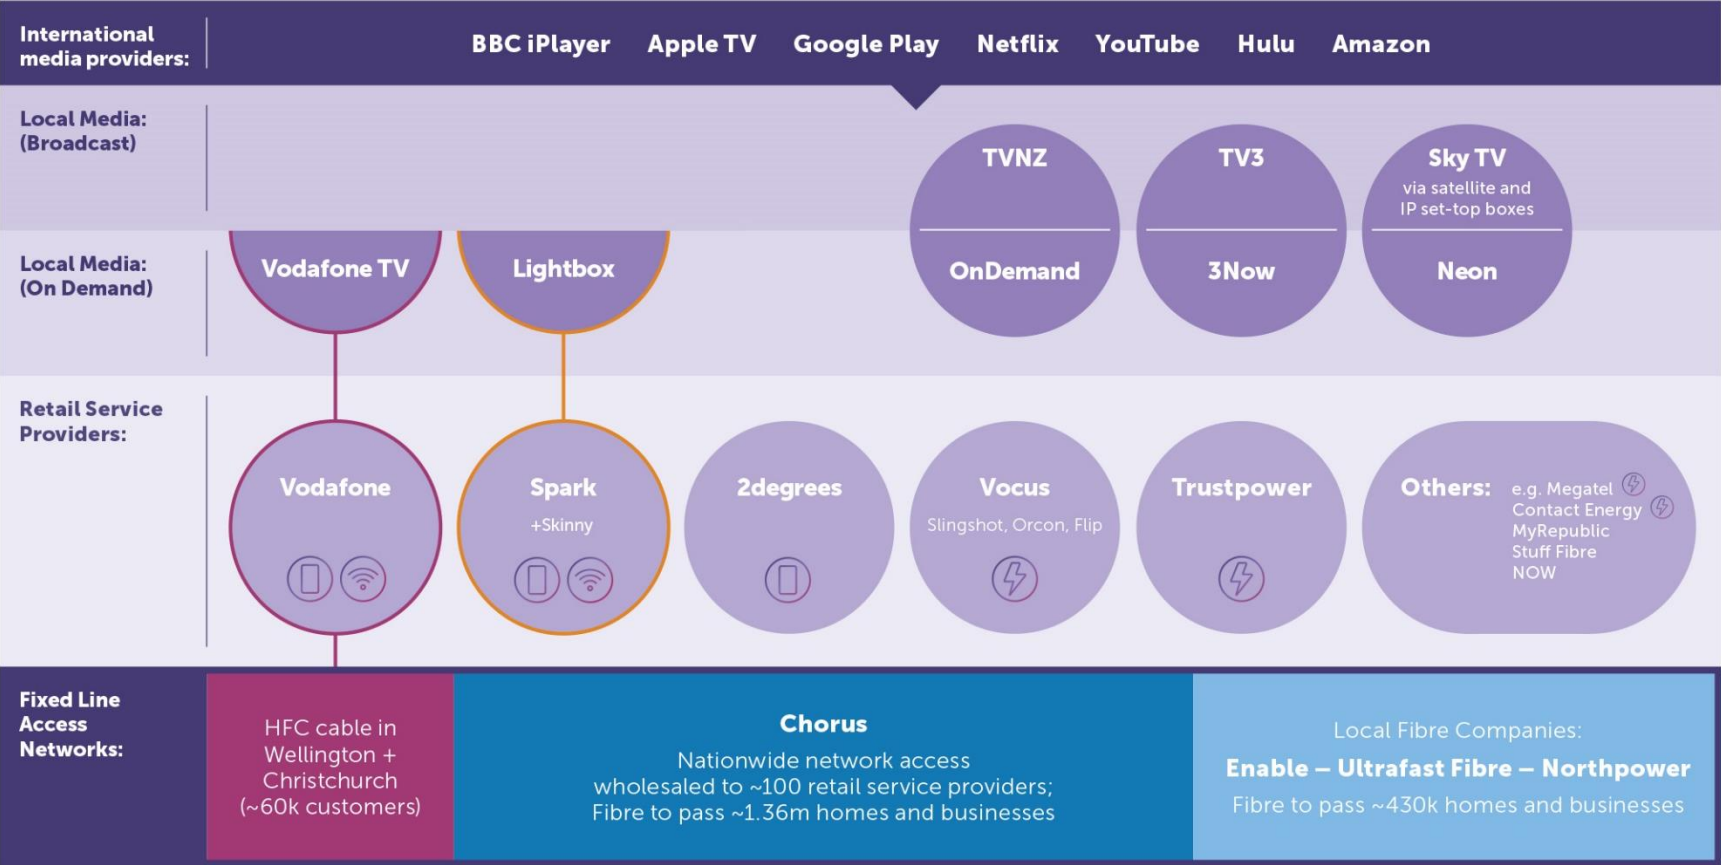 International
media providers:
BBC iPlayer Apple TV Google Play Netflix YouTube Hulu Amazon
Local Media:
(Broadcast)
TVNZ
TV3
Sky TV
via satellite and
IP set-top boxes
Local Media:
(On Demand)
Vodafone TV
Lightbox
OnDemand
3Now
Neon
Retail Service
Providers:
Vodafone
Spark
+Skinny
2degrees
Vocus
Slingshot, Orcon, Flip
Trustpower
Others:
e.g. Megatel
Contact Energy
MyRepublic
Stuff Fibre
NOW
Fixed Line
Access
Networks:
HFC cable in
Wellington +
Christchurch
(~60k customers)
Chorus
Nationwide network access
wholesaled to ~100 retail service providers;
Fibre to pass ~1.36m homes and businesses
Local Fibre Companies:
Enable – Ultrafast Fibre – Northpower
Fibre to pass ~430k homes and businesses